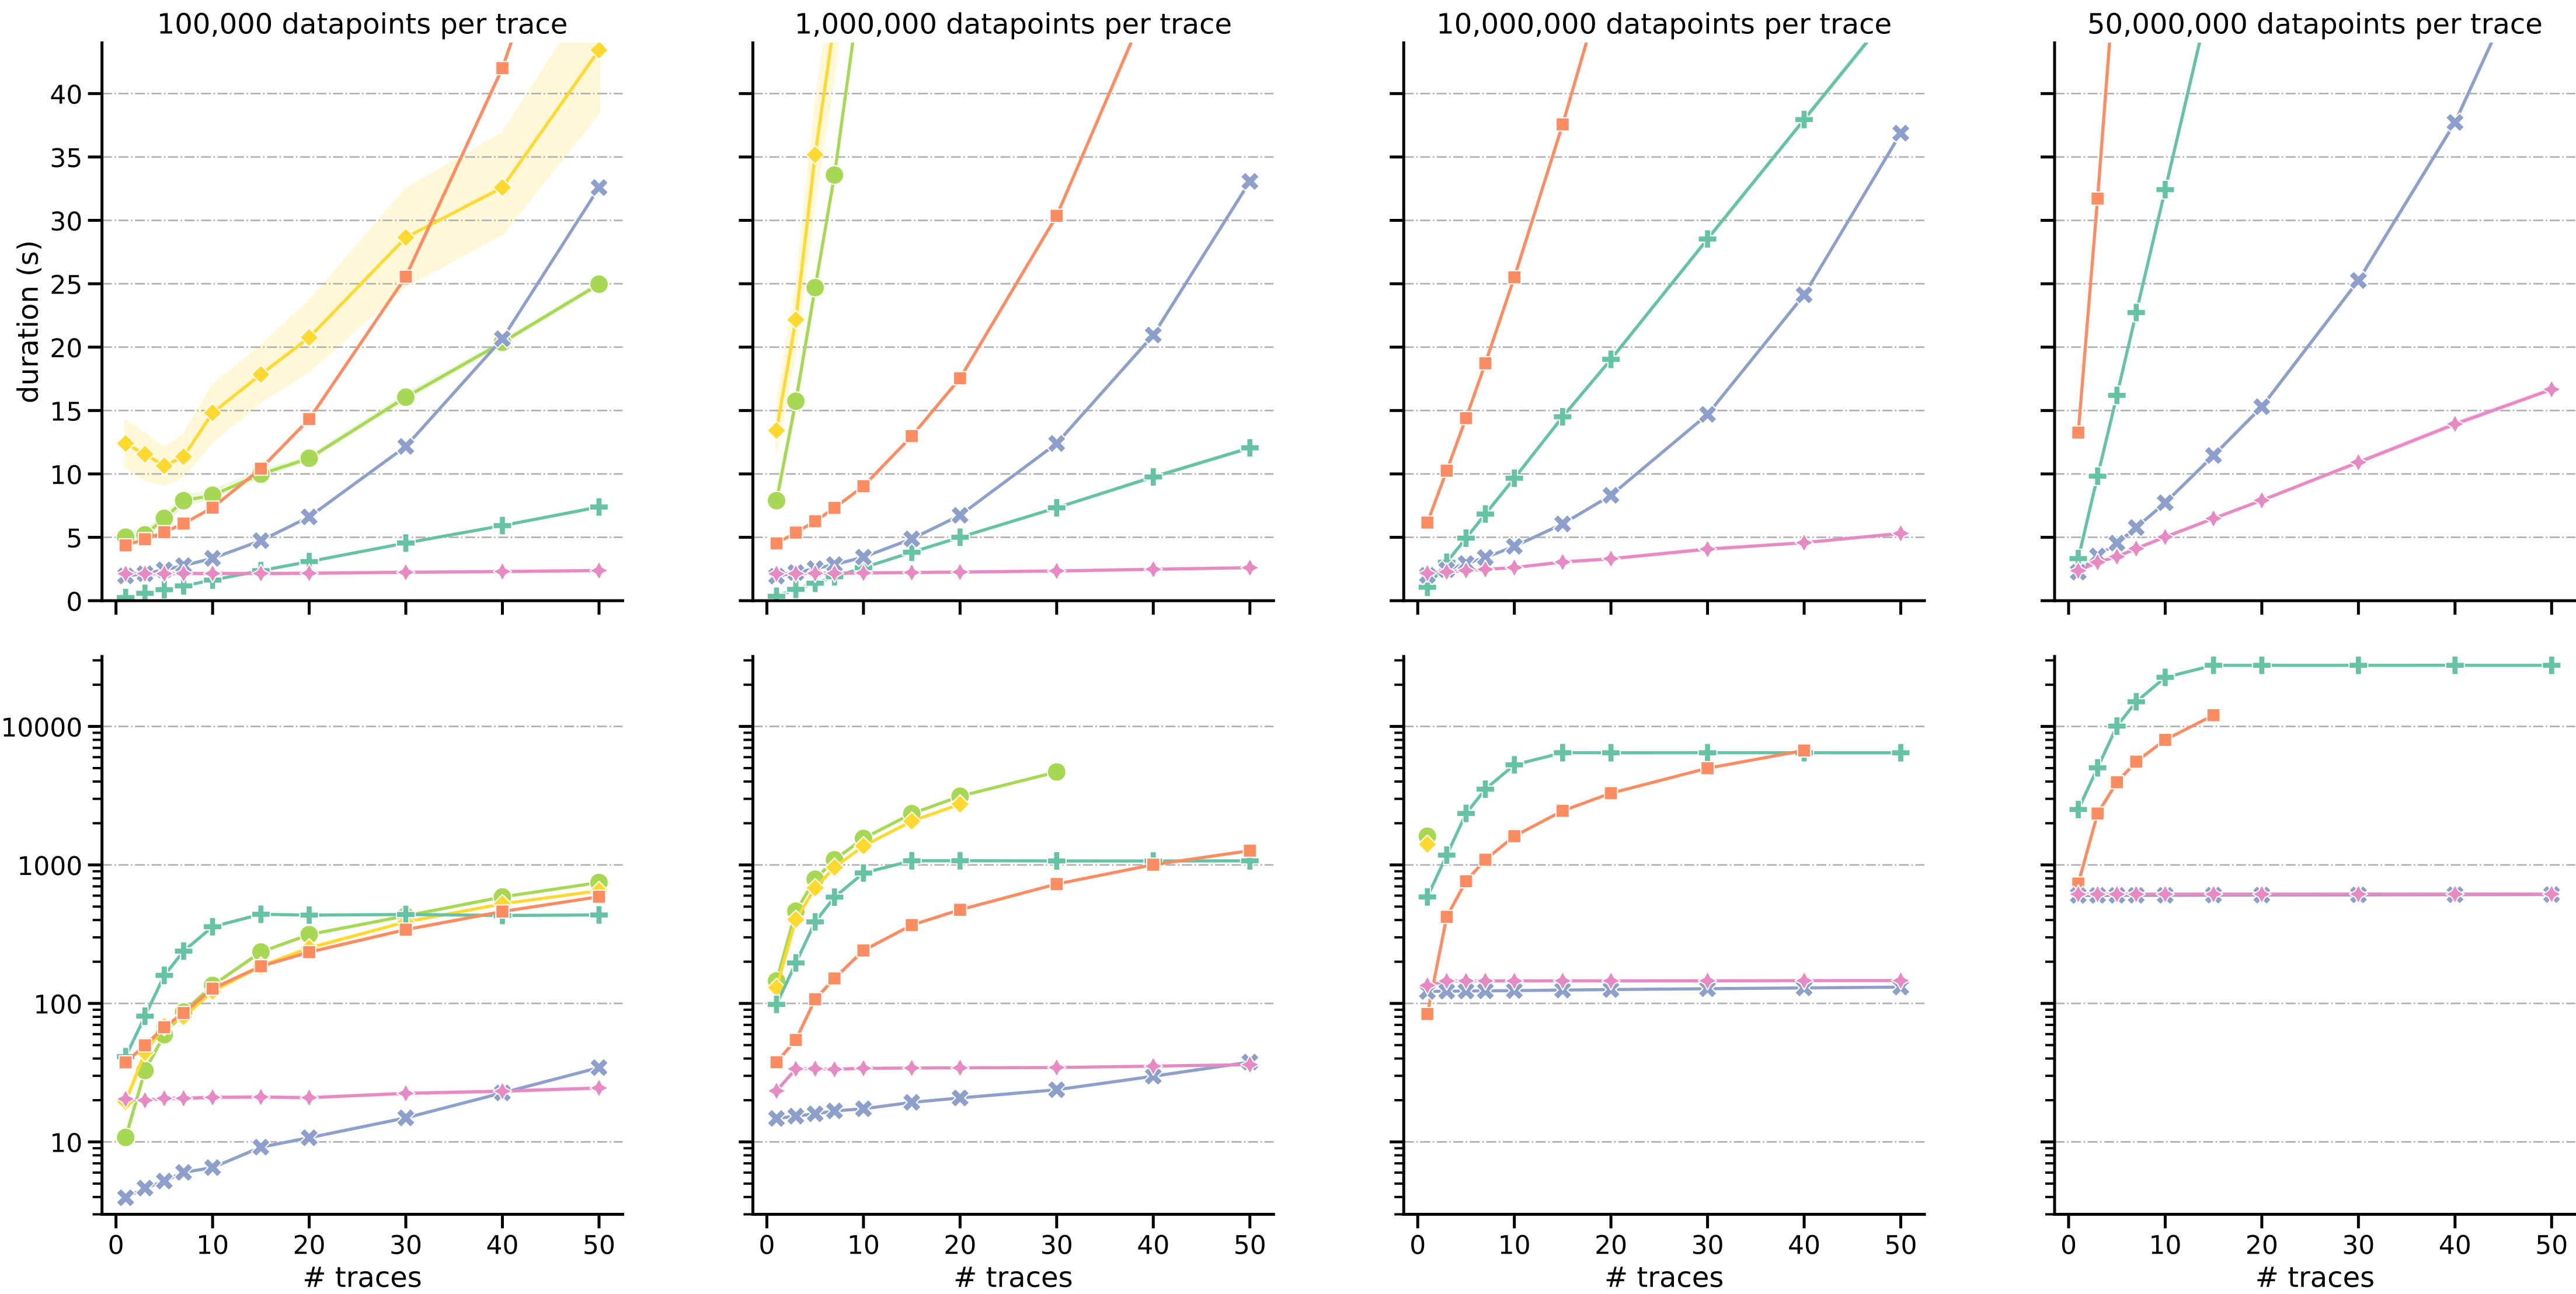 100,000 datapoints per trace
1,000,000 datapoints per trace
10,000,000 datapoints per trace
50,000,000 datapoints per trace
duration (s)
40
35
30
25
20
15
10
5
0
10000
1000
100
10
0 10 20 30 40 50
0 10 20 30 40 50
0 10 20 30 40 50
0 10 20 30 40 50
# traces
# traces
# traces
# traces